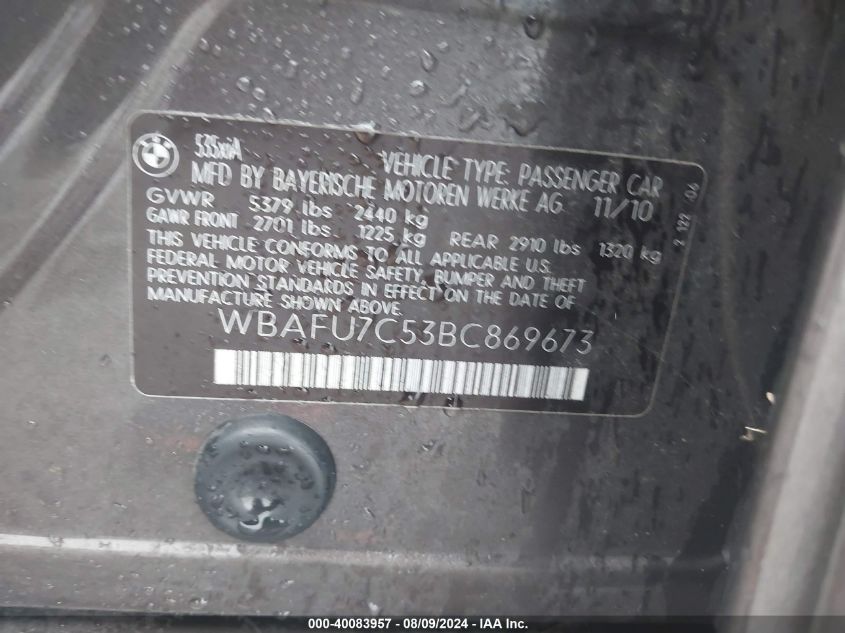 535xiA
VEHICLE TYPE: PASSENGER CAR
MFD BY BAYERISCHE MOTOREN WERKE AG 11/10
GVWR 5379 lbs 2440 kg
GAWR FRONT 2701 lbs 1225 kg REAR 2910 lbs 1320 kg
THIS VEHICLE CONFORMS TO ALL APPLICABLE U.S.
FEDERAL MOTOR VEHICLE SAFETY, BUMPER AND THEFT
PREVENTION STANDARDS IN EFFECT ON THE DATE OF
MANUFACTURE SHOWN ABOVE.
WBAFU7C53BC869673
2 122 06
000-40083957 - 08/09/2024 - IAA Inc.